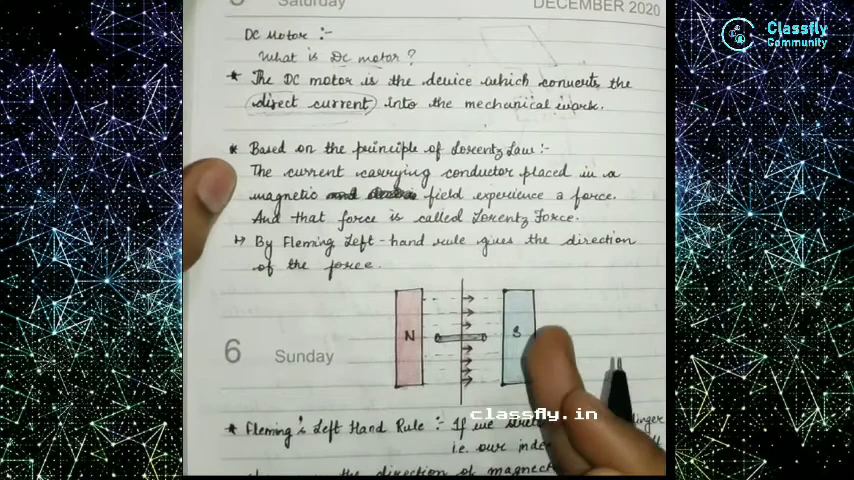 Saturday
DECEMBER 2020
Classfly
Community
DC Motor :-
What is Dc motor ?
* The DC motor is the device which converts the
direct current into the mechanical work.
* Based on the principle of Lorentz Law :-
The current carrying conductor placed in a
magnetic field experience a force.
And that force is called Lorentz Force.
↦ By Fleming Left-hand rule gives the direction
of the force.
N
S
6 Sunday
classfly.in
* Fleming's Left Hand Rule :- If we
i.e. our
the direction of